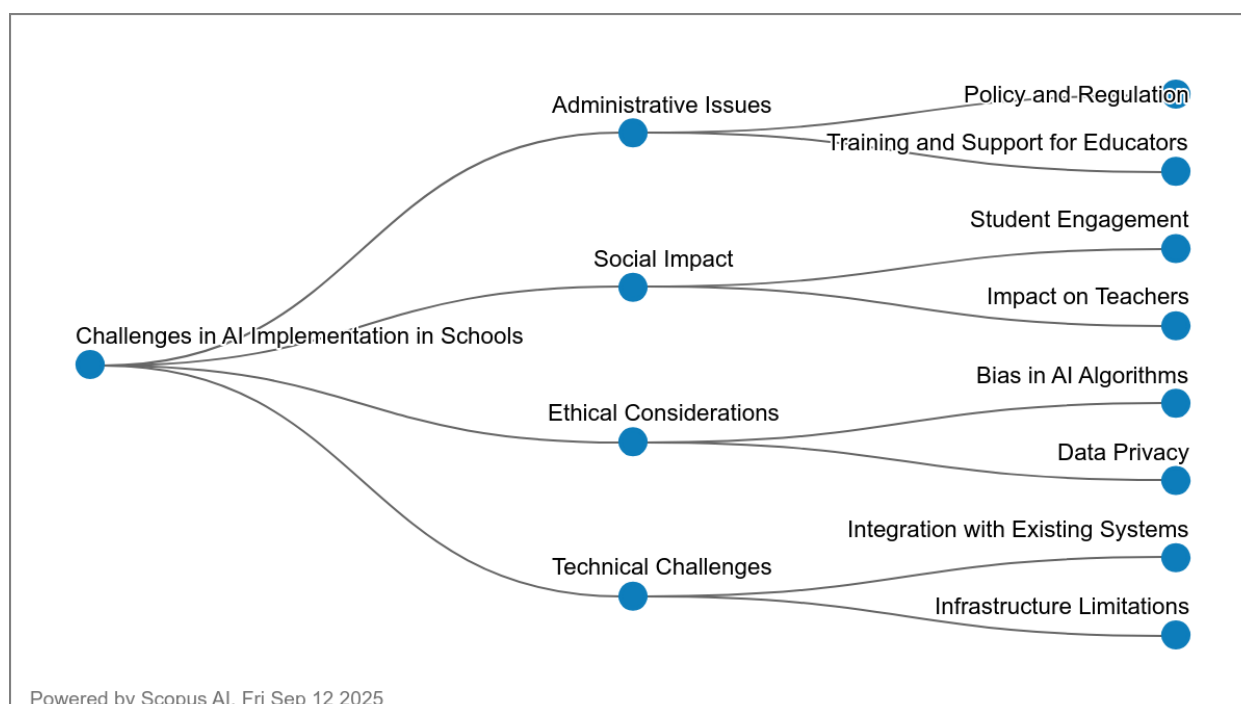 Policy and Regulation
Administrative Issues
Training and Support for Educators
Student Engagement
Social Impact
Impact on Teachers
Challenges in AI Implementation in Schools
Bias in AI Algorithms
Ethical Considerations
Data Privacy
Integration with Existing Systems
Technical Challenges
Infrastructure Limitations
Powered by Scopus AI, Fri Sep 12 2025